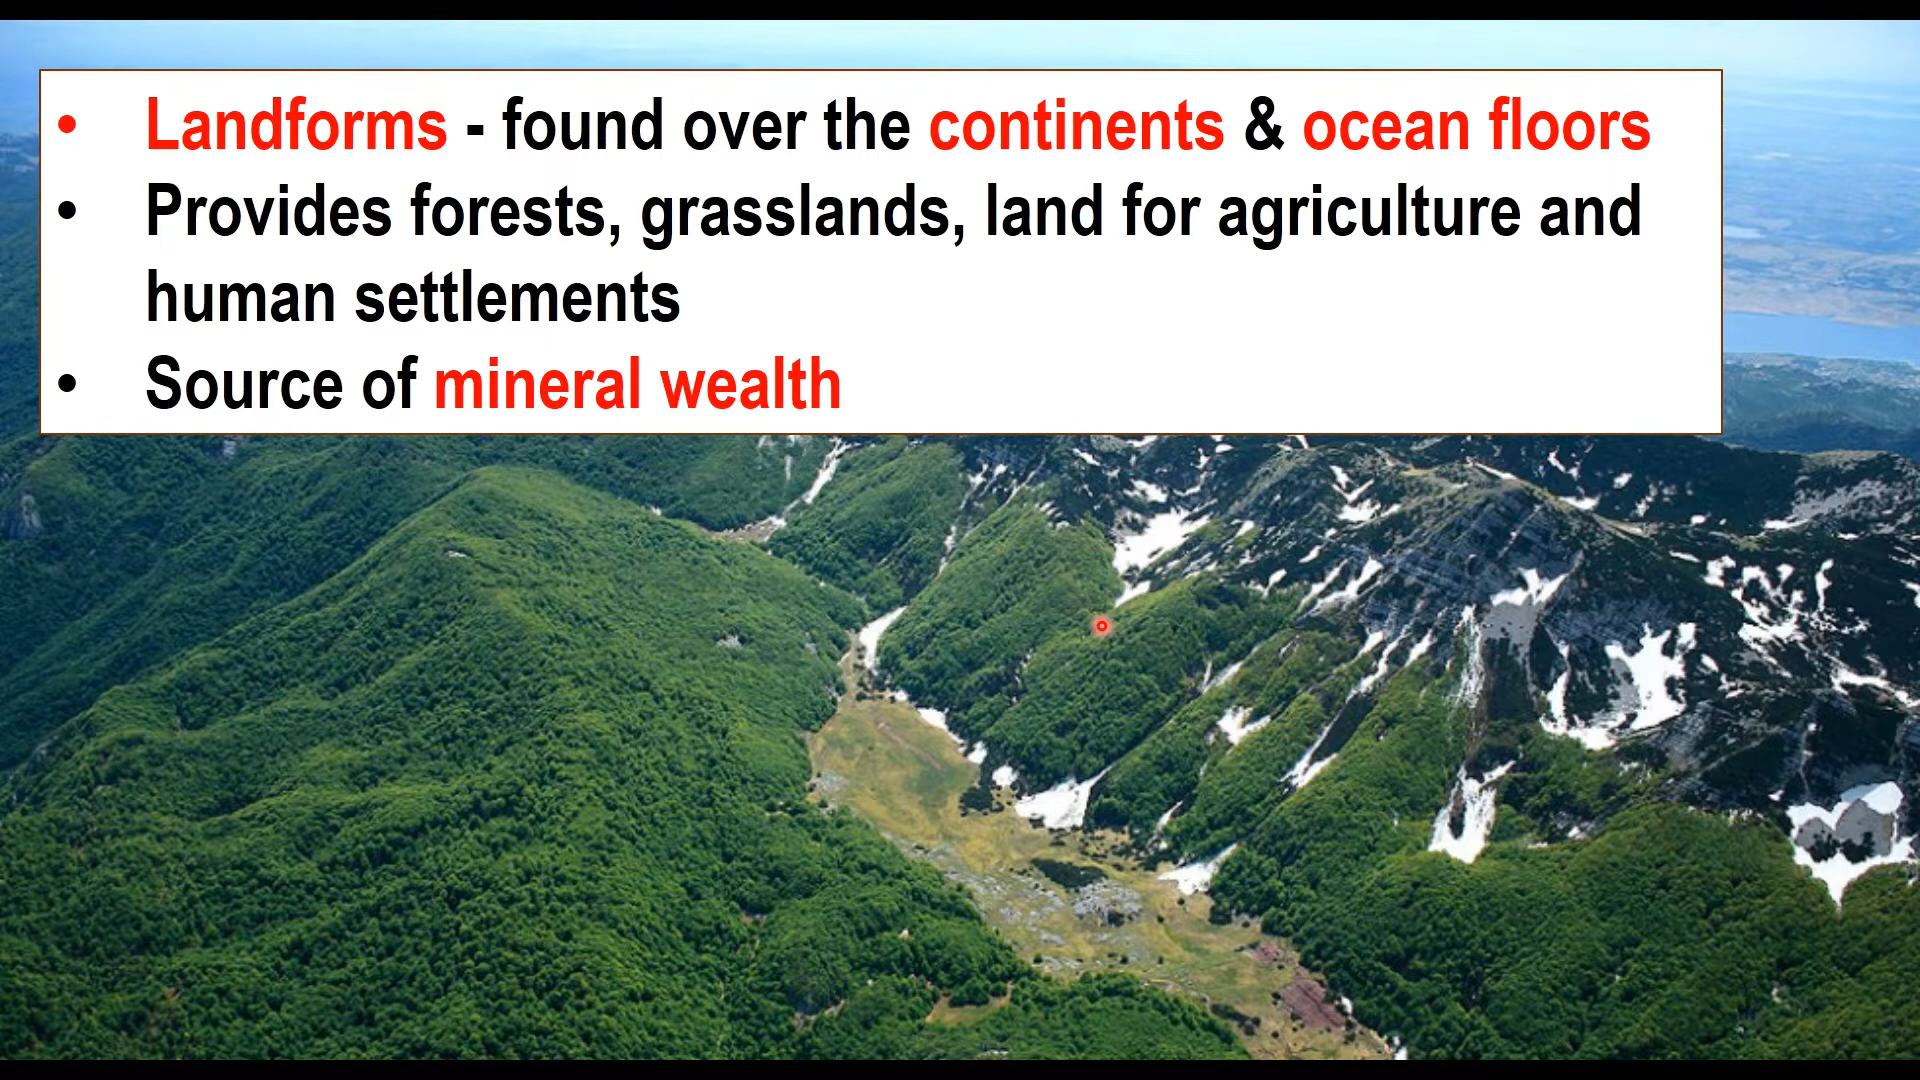 • Landforms - found over the continents & ocean floors
• Provides forests, grasslands, land for agriculture and
human settlements
• Source of mineral wealth